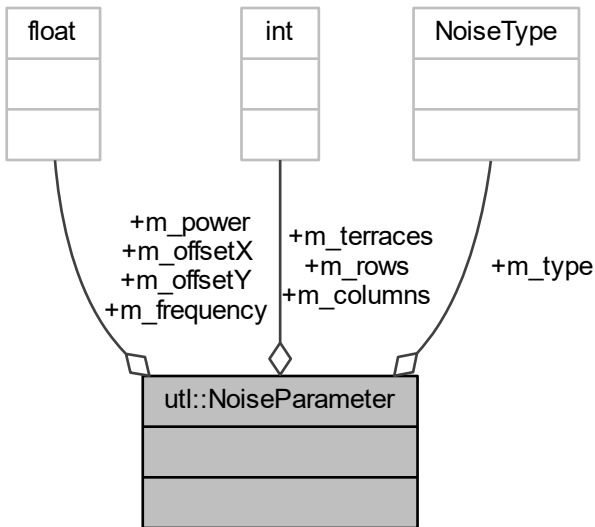 float
int
NoiseType
+m_power
+m_offsetX
+m_offsetY
+m_frequency
+m_terraces
+m_rows
+m_columns
+m_type
utl::NoiseParameter